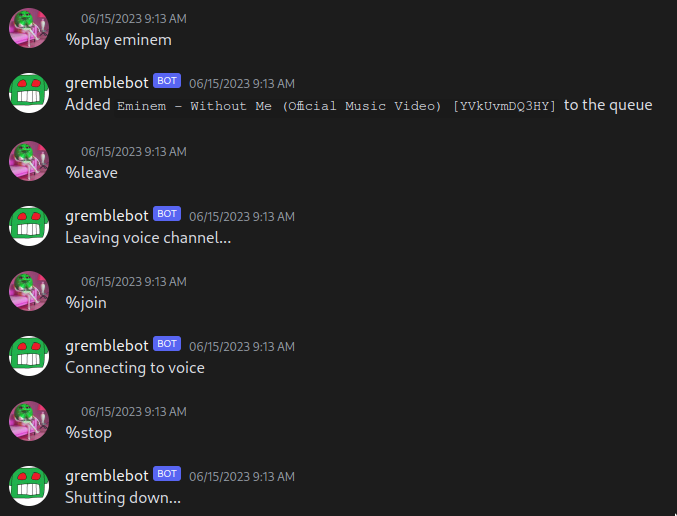 06/15/2023 9:13 AM
%play eminem
gremblebot BOT 06/15/2023 9:13 AM
Added Eminem - Without Me (Official Music Video) [YVkUvmDQ3HY] to the queue
06/15/2023 9:13 AM
%leave
gremblebot BOT 06/15/2023 9:13 AM
Leaving voice channel...
06/15/2023 9:13 AM
%join
gremblebot BOT 06/15/2023 9:13 AM
Connecting to voice
06/15/2023 9:13 AM
%stop
gremblebot BOT 06/15/2023 9:13 AM
Shutting down...